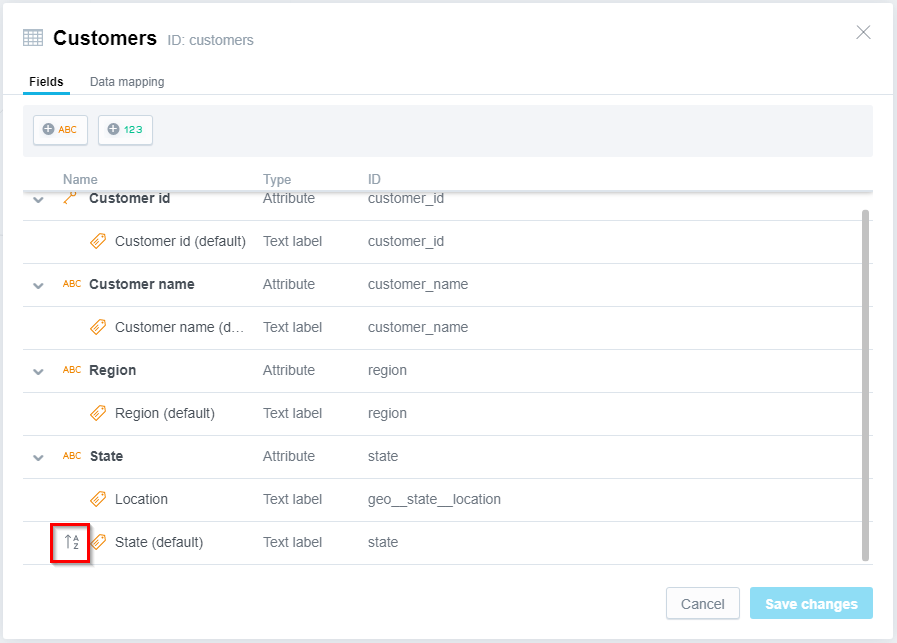 Customers ID: customers
Fields Data mapping
ABC 123
Name Type ID
Customer id Attribute customer_id
Customer id (default) Text label customer_id
ABC Customer name Attribute customer_name
Customer name (d... Text label customer_name
ABC Region Attribute region
Region (default) Text label region
ABC State Attribute state
Location Text label geo__state__location
A Z State (default) Text label state
Cancel Save changes